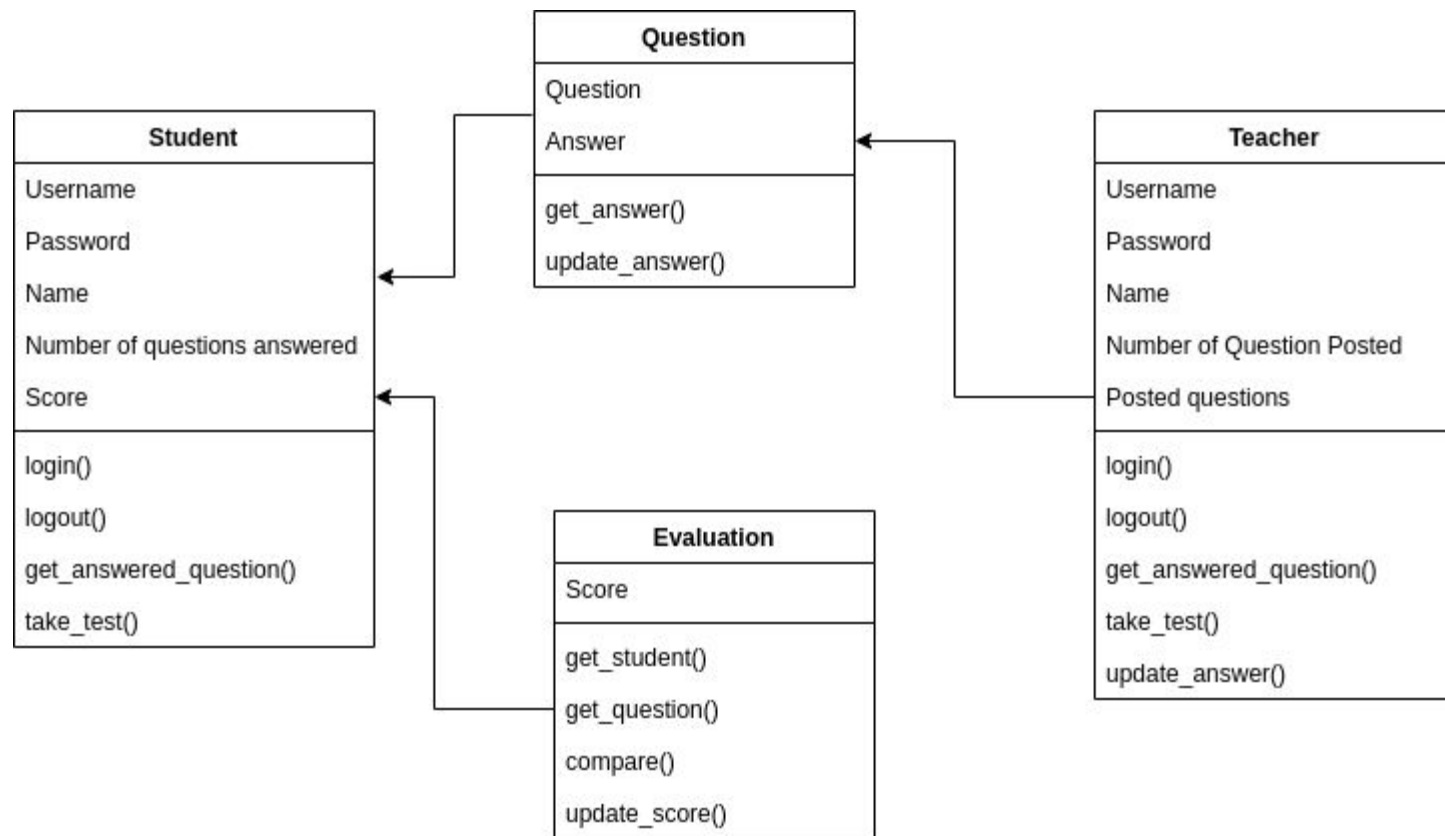 Question
Question
Answer
get_answer()
update_answer()
Student
Username
Password
Name
Number of questions answered
Score
login()
logout()
get_answered_question()
take_test()
Evaluation
Score
get_student()
get_question()
compare()
update_score()
Teacher
Username
Password
Name
Number of Question Posted
Posted questions
login()
logout()
get_answered_question()
take_test()
update_answer()